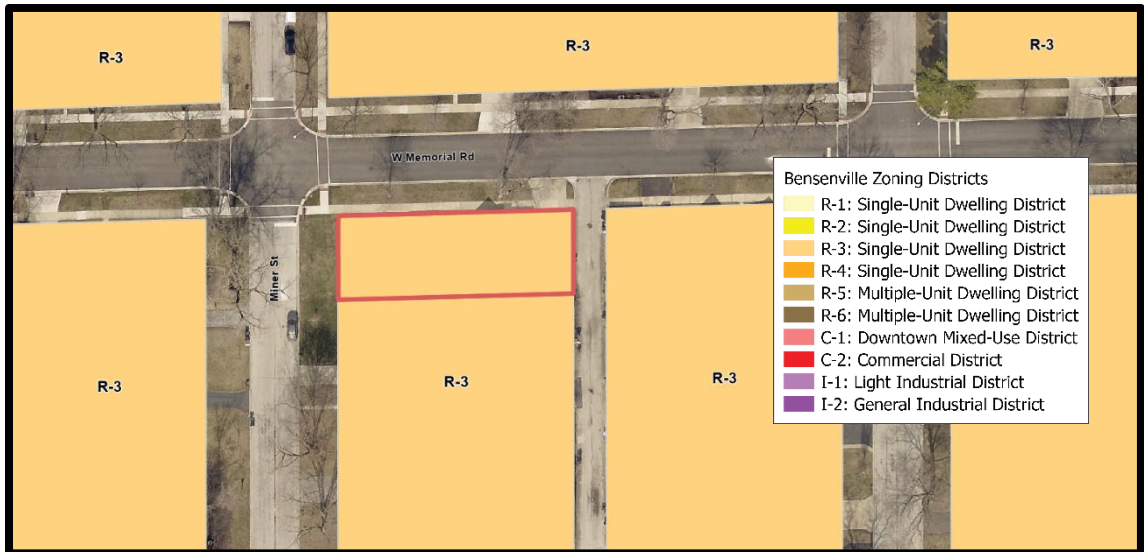 R-3
R-3
R-3
W Memorial Rd
Bensenville Zoning Districts
R-1: Single-Unit Dwelling District
R-2: Single-Unit Dwelling District
R-3: Single-Unit Dwelling District
R-4: Single-Unit Dwelling District
R-5: Multiple-Unit Dwelling District
R-6: Multiple-Unit Dwelling District
C-1: Downtown Mixed-Use District
C-2: Commercial District
I-1: Light Industrial District
I-2: General Industrial District
Miner St
R-3
R-3
R-3